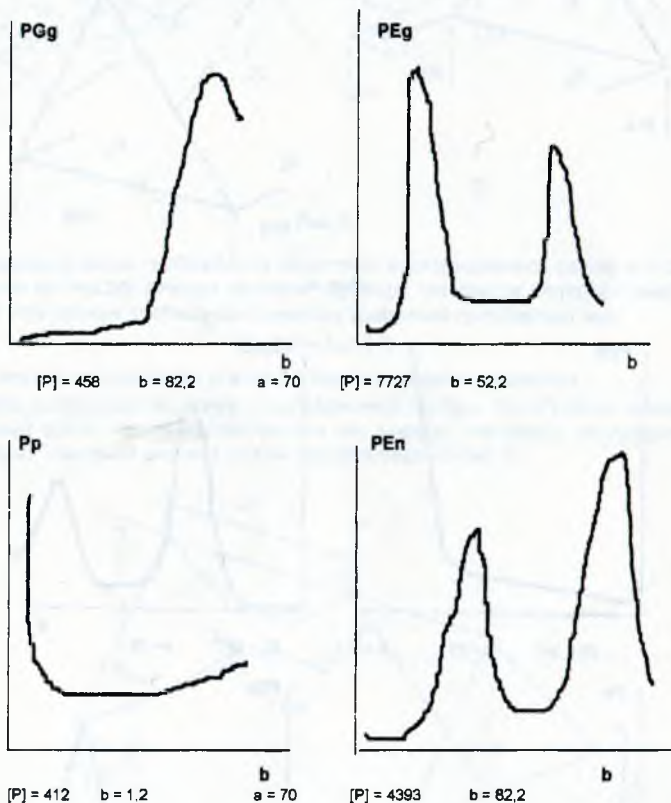 PGg PEg
b b
[P] = 458 b = 82,2 a = 70 [P] = 7727 b = 52,2
Pp PEn
b b
[P] = 412 b = 1,2 a = 70 [P] = 4393 b = 82,2